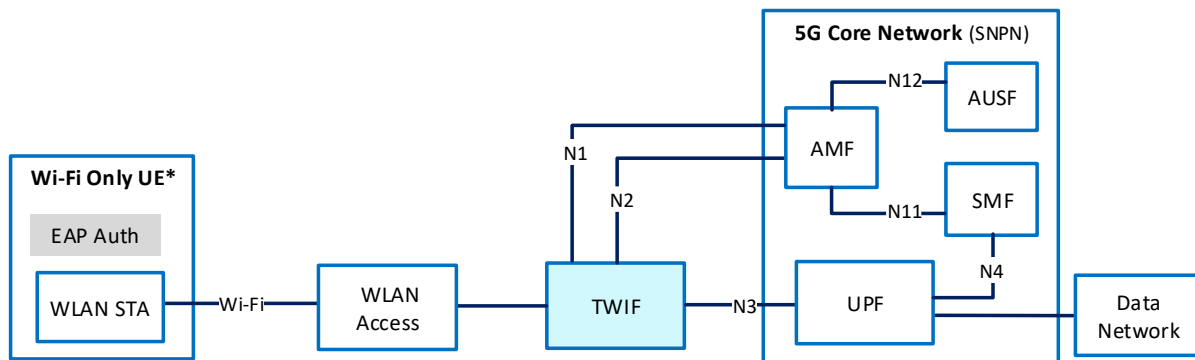 5G Core Network (SNPN)
N12
AUSF
N1
AMF
Wi-Fi Only UE*
N2
SMF
N11
EAP Auth
N4
WLAN STA
Wi-Fi
WLAN
Access
TWIF
N3
UPF
Data
Network